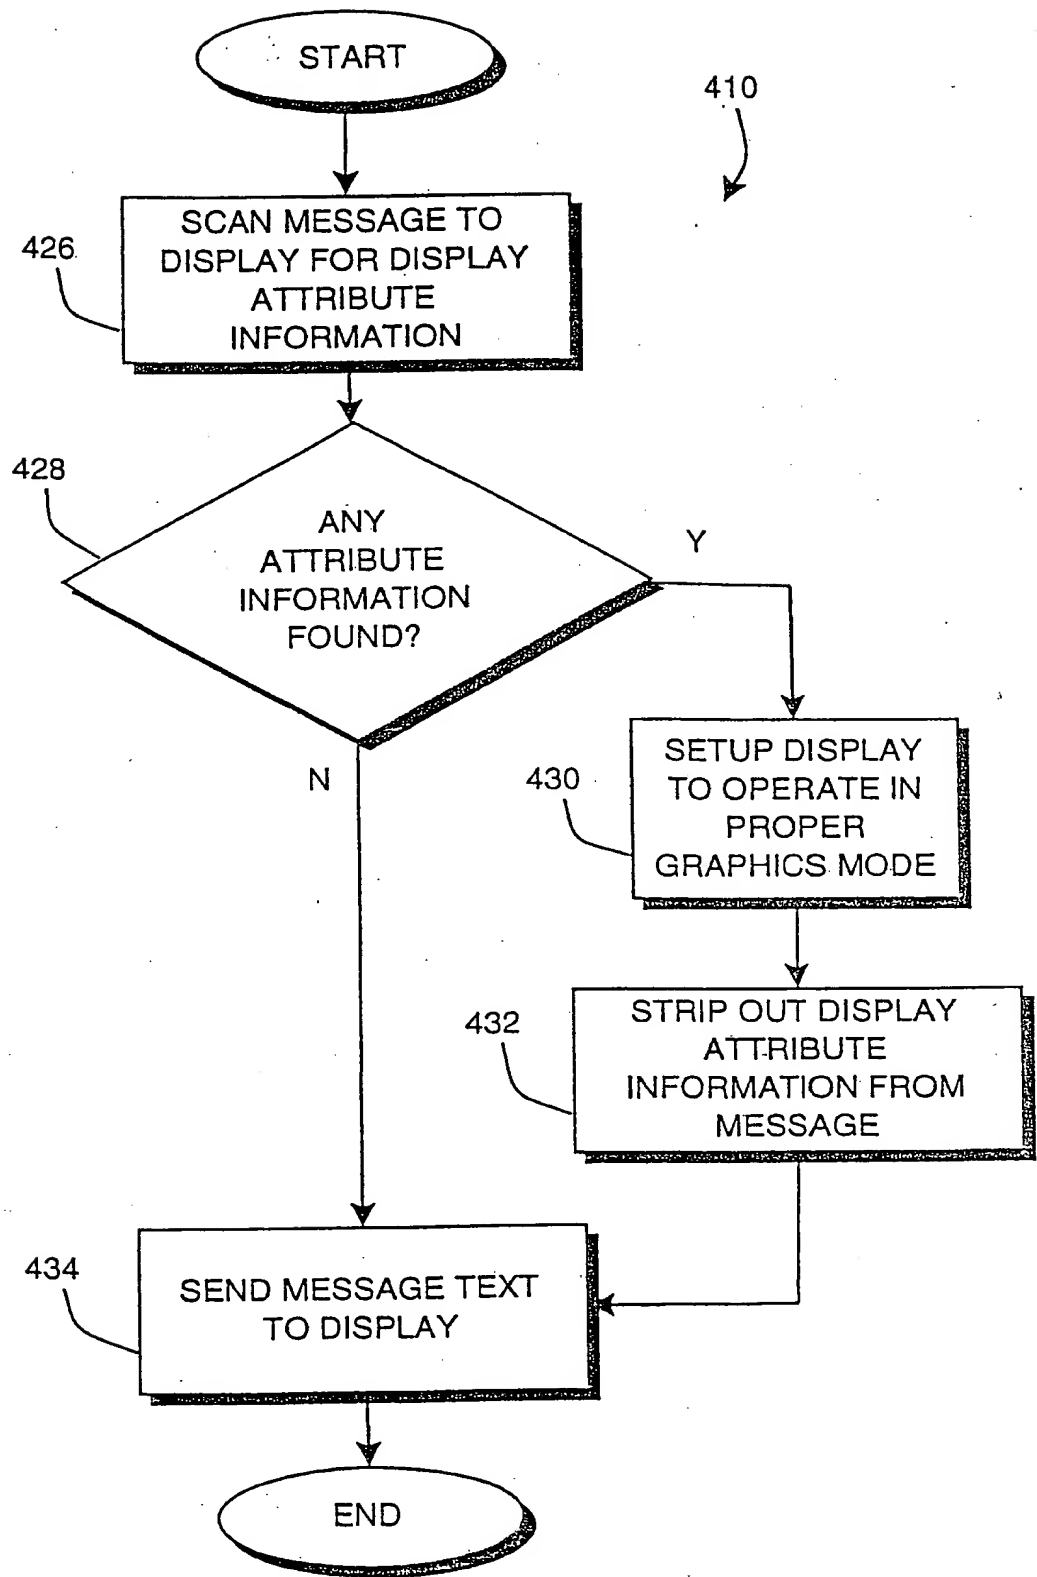 START
410
SCAN MESSAGE TO
DISPLAY FOR DISPLAY
ATTRIBUTE
INFORMATION
426
428
ANY
ATTRIBUTE
INFORMATION
FOUND?
Y
N
SETUP DISPLAY
TO OPERATE IN
PROPER
GRAPHICS MODE
430
STRIP OUT DISPLAY
ATTRIBUTE
INFORMATION FROM
MESSAGE
432
434
SEND MESSAGE TEXT
TO DISPLAY
END